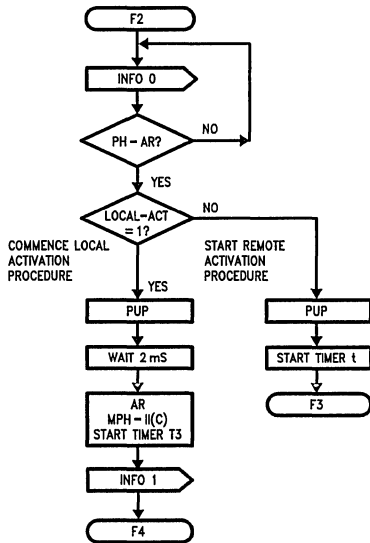 F2
INFO 0
PH - AR?
NO
YES
LOCAL-ACT
= 1?
NO
COMMENCE LOCAL
ACTIVATION
PROCEDURE
START REMOTE
ACTIVATION
PROCEDURE
YES
PUP
PUP
WAIT 2 mS
START TIMER t
AR
MPH - II(C)
START TIMER T3
F3
INFO 1
F4